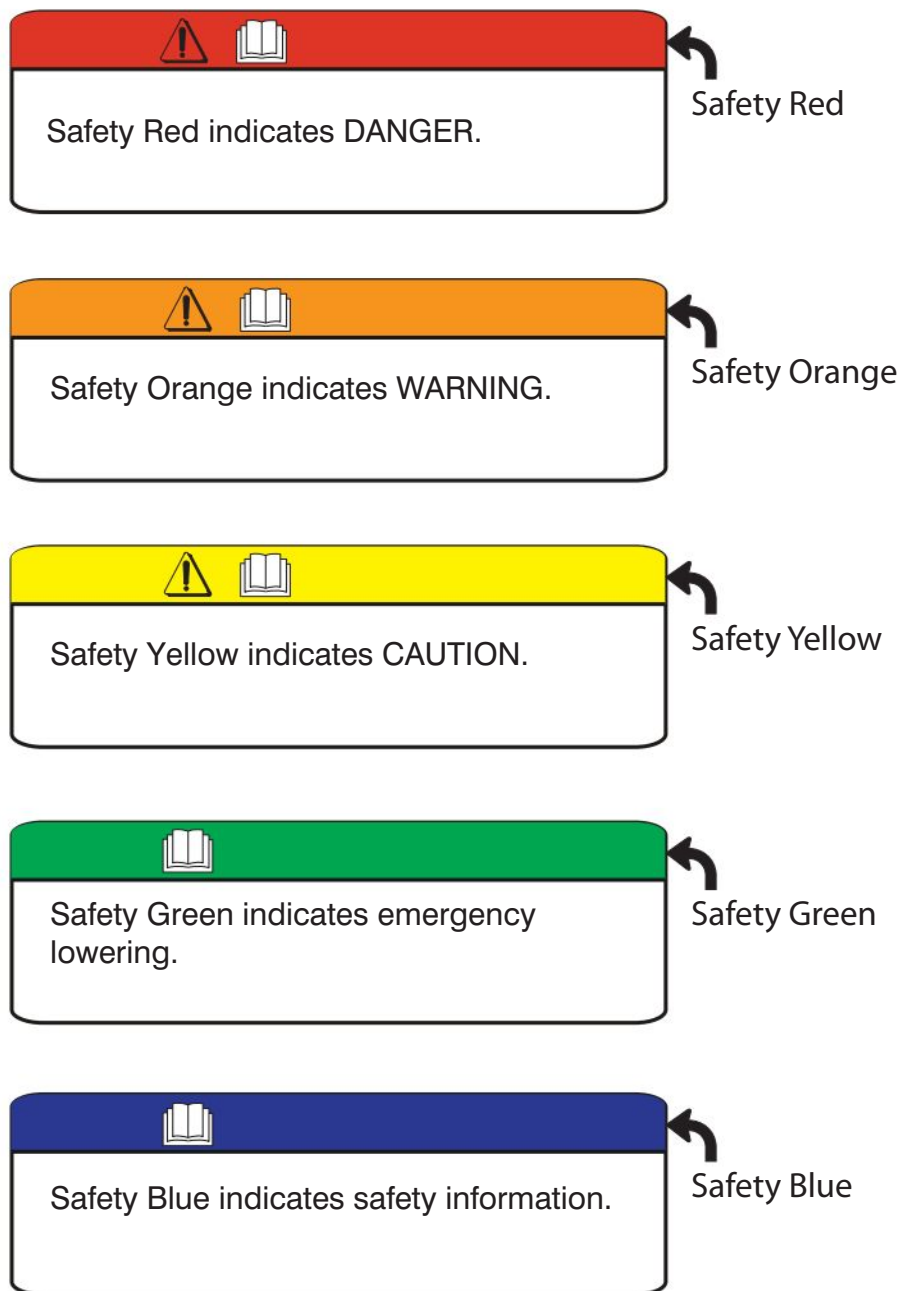 Safety Red
Safety Red indicates DANGER.
Safety Orange
Safety Orange indicates WARNING.
Safety Yellow
Safety Yellow indicates CAUTION.
Safety Green
Safety Green indicates emergency
lowering.
Safety Blue
Safety Blue indicates safety information.